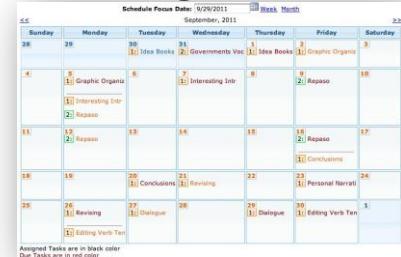 Schedule Focus Date: 9/29/2011 Week Month
<< September, 2011 >>
Sunday Monday Tuesday Wednesday Thursday Friday Saturday
28 29 30 31 1 2 3
1: Idea Books 2: Governments Voc 1: Idea Books 1: Graphic Organiz
4 5 6 7 8 9 10
1: Graphic Organiz 1: Interesting Intr 2: Repaso
1: Interesting Intr
2: Repaso
11 12 13 14 15 16 17
2: Repaso 2: Repaso
1: Conclusions
18 19 20 21 22 23 24
1: Conclusions 1: Revising 1: Personal Narrati
25 26 27 28 29 30 1
1: Revising 1: Dialogue 1: Dialogue 1: Editing Verb Ten
1: Editing Verb Ten
Assigned Tasks are in black color
Due Tasks are in red color